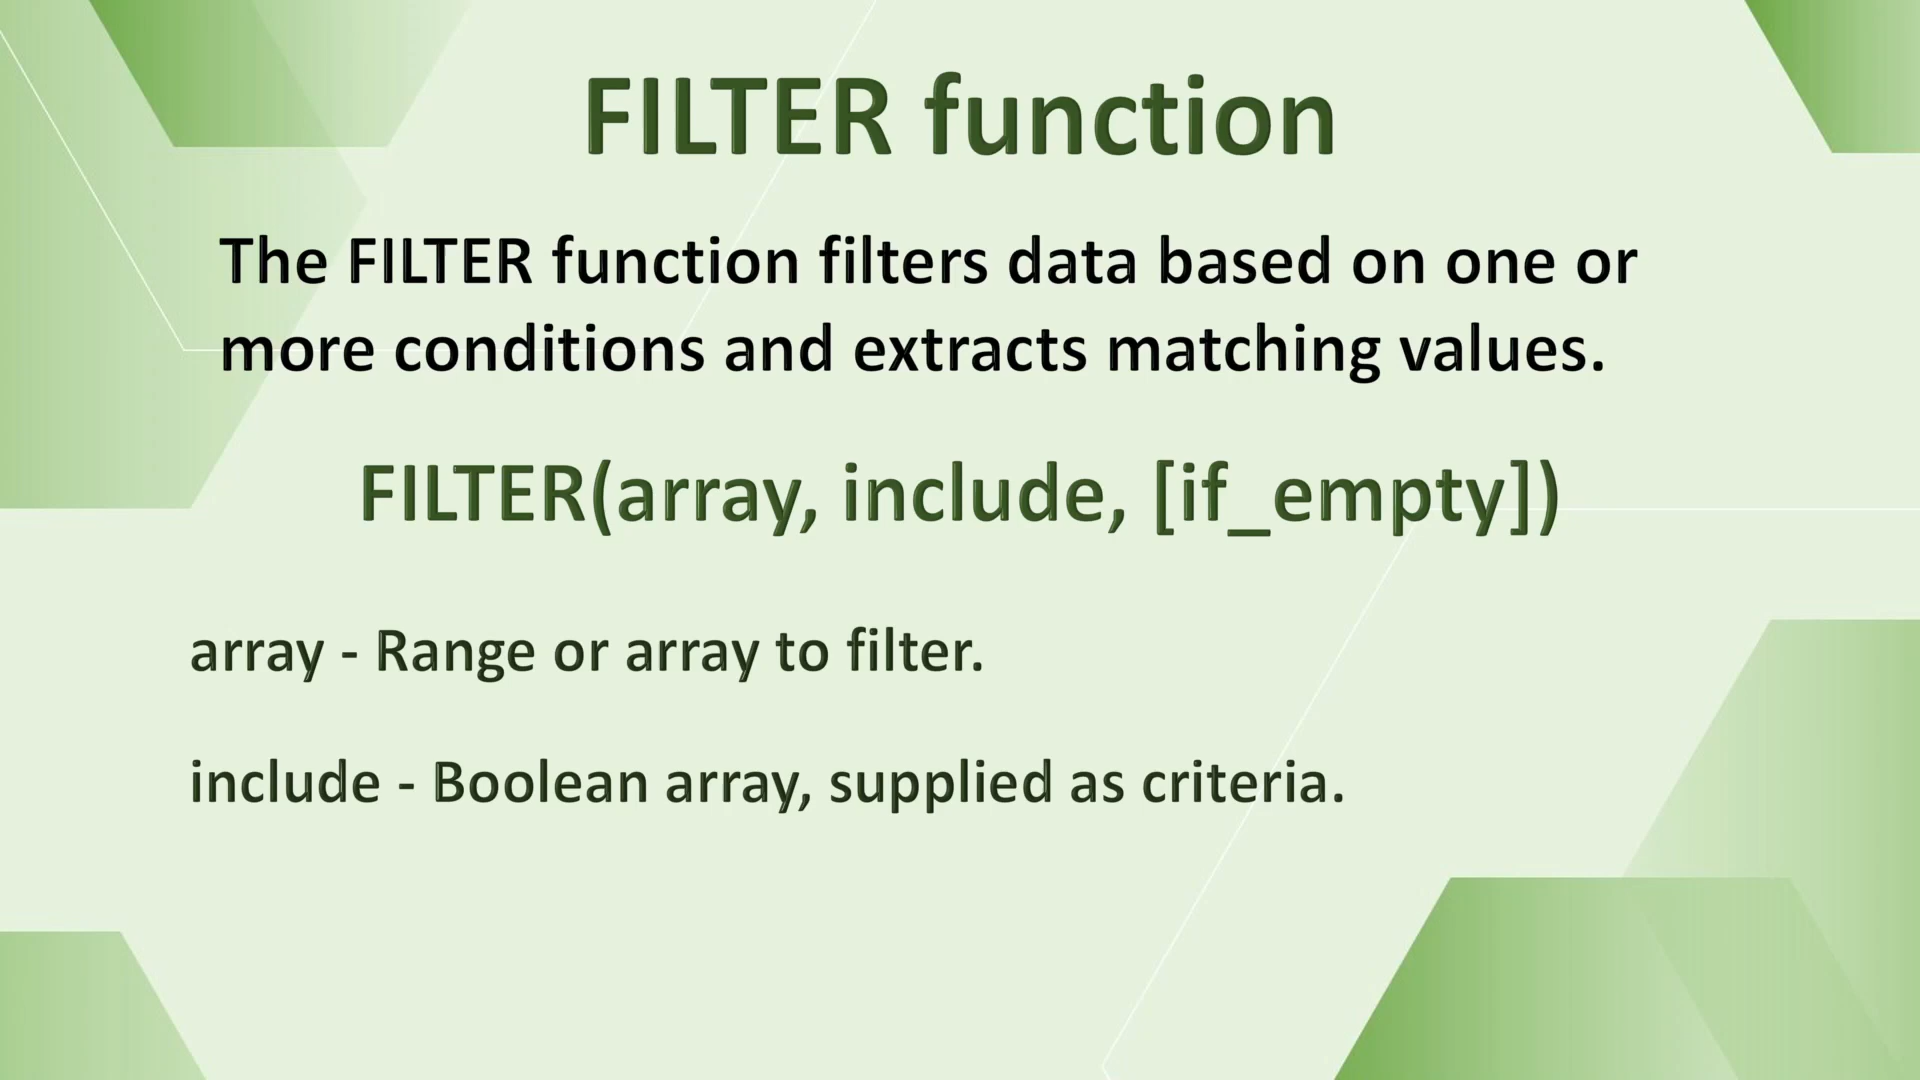 FILTER function
The FILTER function filters data based on one or
more conditions and extracts matching values.
FILTER(array, include, [if_empty])
array - Range or array to filter.
include - Boolean array, supplied as criteria.